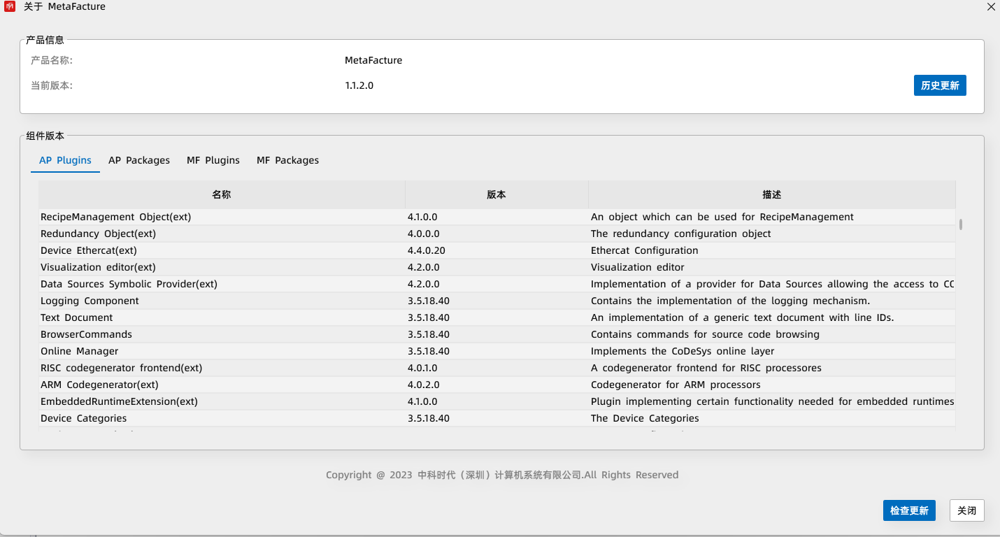 关于 MetaFacture
产品信息
产品名称: MetaFacture
当前版本: 1.1.2.0 历史更新
组件版本
AP Plugins AP Packages MF Plugins MF Packages
名称 版本 描述
RecipeManagement Object(ext) 4.1.0.0 An object which can be used for RecipeManagement
Redundancy Object(ext) 4.0.0.0 The redundancy configuration object
Device Ethercat(ext) 4.4.0.20 Ethercat Configuration
Visualization editor(ext) 4.2.0.0 Visualization editor
Data Sources Symbolic Provider(ext) 4.2.0.0 Implementation of a provider for Data Sources allowing the access to CO
Logging Component 3.5.18.40 Contains the implementation of the logging mechanism.
Text Document 3.5.18.40 An implementation of a generic text document with line IDs.
BrowserCommands 3.5.18.40 Contains commands for source code browsing
Online Manager 3.5.18.40 Implements the CoDeSys online layer
RISC codegenerator frontend(ext) 4.0.1.0 A codegenerator frontend for RISC processores
ARM Codegenerator(ext) 4.0.2.0 Codegenerator for ARM processors
EmbeddedRuntimeExtension(ext) 4.1.0.0 Plugin implementing certain functionality needed for embedded runtimes
Device Categories 3.5.18.40 The Device Categories
Copyright @ 2023 中科时代（深圳）计算机系统有限公司.All Rights Reserved
检查更新 关闭